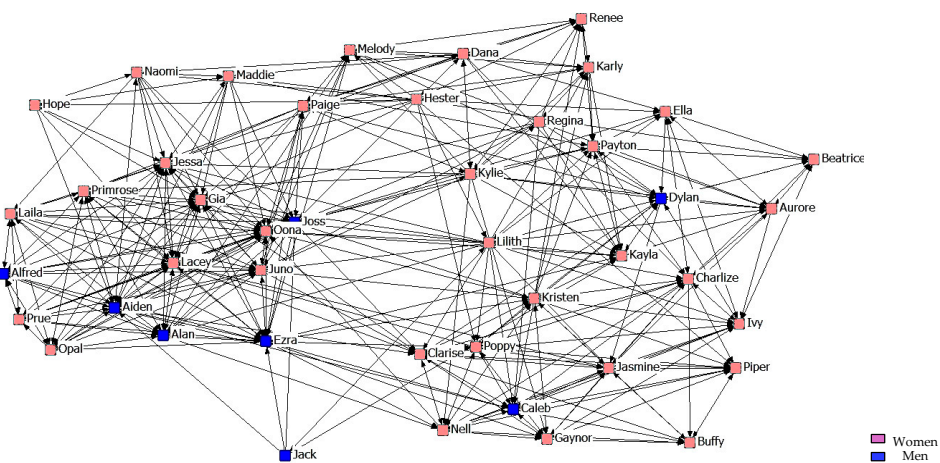 Renee
Melody
Dana
Karly
Naomi
Maddie
Hester
Hope
Paige
Ella
Regina
Payton
Beatrice
Jessa
Kylie
Primrose
Gia
Dylan
Laila
Joss
Aurore
Oona
Lilith
Kayla
Lacey
Juno
Alfred
Charlize
Kristen
Aiden
Prue
Ivy
Alan
Ezra
Opal
Clarise
Poppy
Jasmine
Piper
Caleb
Nell
Gaynor
Buffy
Women
Jack
Men